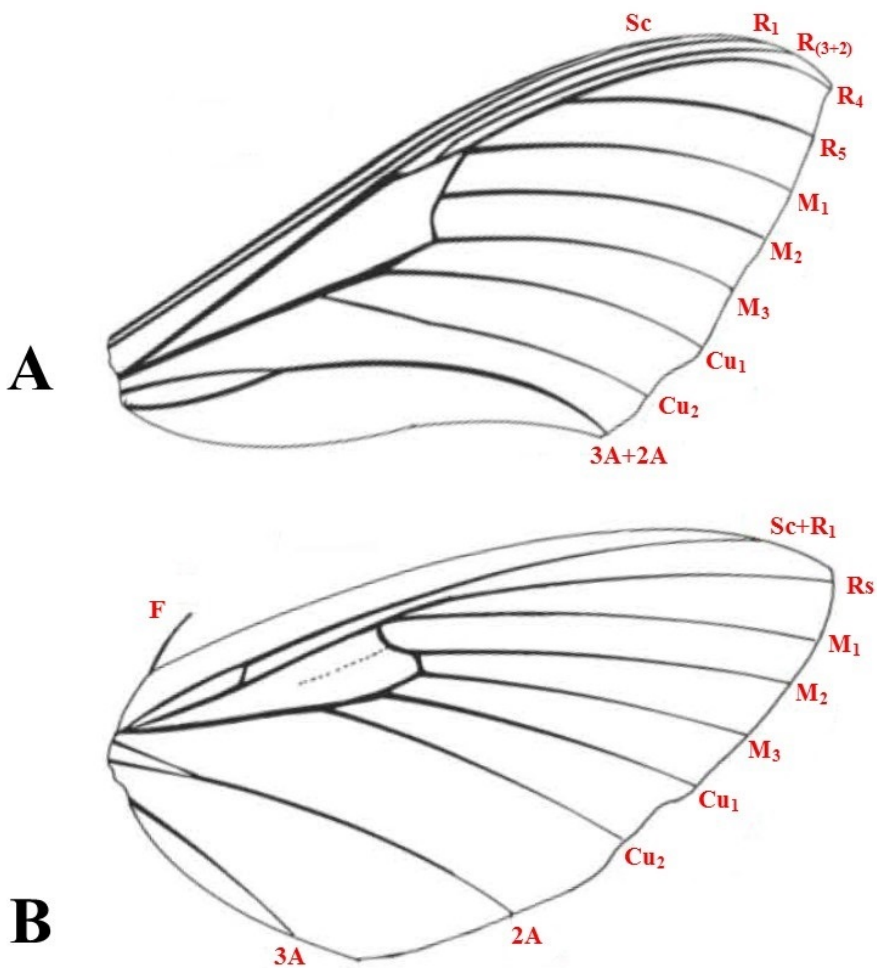 Sc
R1
R(3+2)
R4
R5
M1
M2
M3
Cu1
Cu2
3A+2A
A
Sc+R1
Rs
F
M1
M2
M3
Cu1
Cu2
2A
3A
B